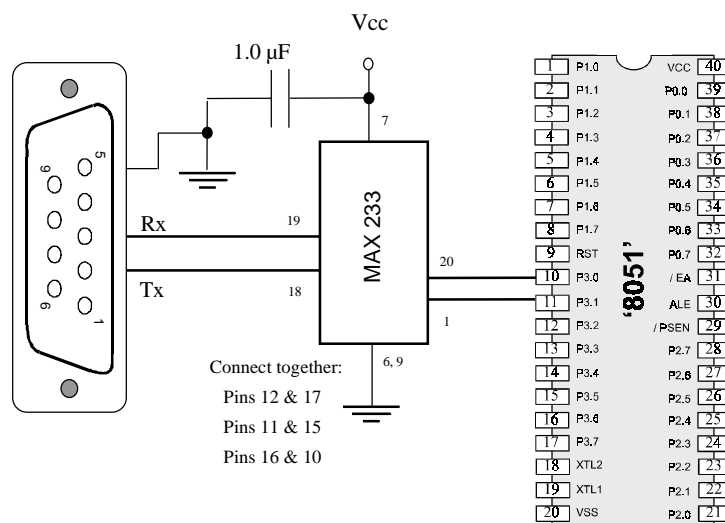 Vcc
1.0 µF
7
5
9
6
1
Rx
Tx
19
18
MAX 233
20
1
6, 9
Connect together:
Pins 12 & 17
Pins 11 & 15
Pins 16 & 10
'8051'
1 P1.0 VCC 40
2 P1.1 P0.0 39
3 P1.2 P0.1 38
4 P1.3 P0.2 37
5 P1.4 P0.3 36
6 P1.5 P0.4 35
7 P1.6 P0.5 34
8 P1.7 P0.6 33
9 RST P0.7 32
10 P3.0 /EA 31
11 P3.1 ALE 30
12 P3.2 /PSEN 29
13 P3.3 P2.7 28
14 P3.4 P2.6 27
15 P3.5 P2.5 26
16 P3.6 P2.4 25
17 P3.7 P2.3 24
18 XTL2 P2.2 23
19 XTL1 P2.1 22
20 VSS P2.0 21